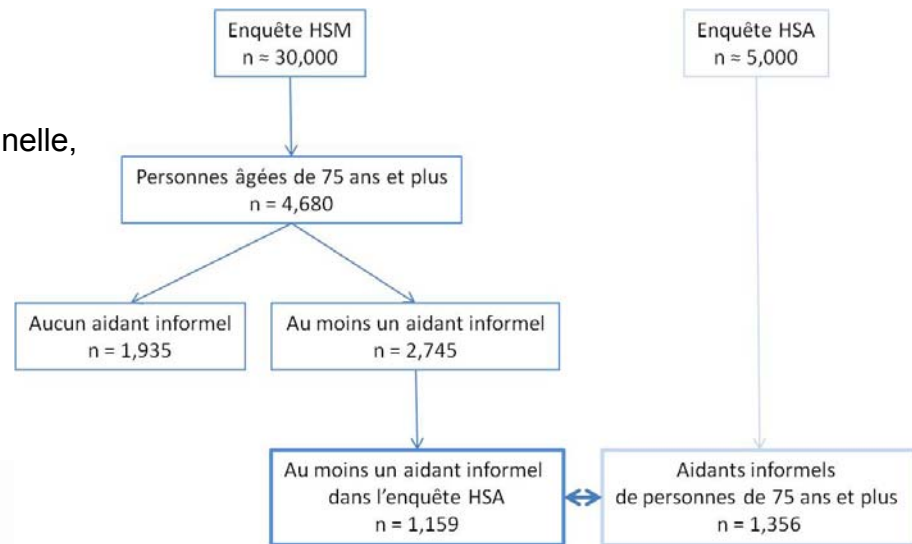 Enquête HSM
n ≈ 30,000
Enquête HSA
n ≈ 5,000
nelle,
Personnes âgées de 75 ans et plus
n = 4,680
Aucun aidant informel
n = 1,935
Au moins un aidant informel
n = 2,745
Au moins un aidant informel
dans l'enquête HSA
n = 1,159
Aidants informels
de personnes de 75 ans et plus
n = 1,356